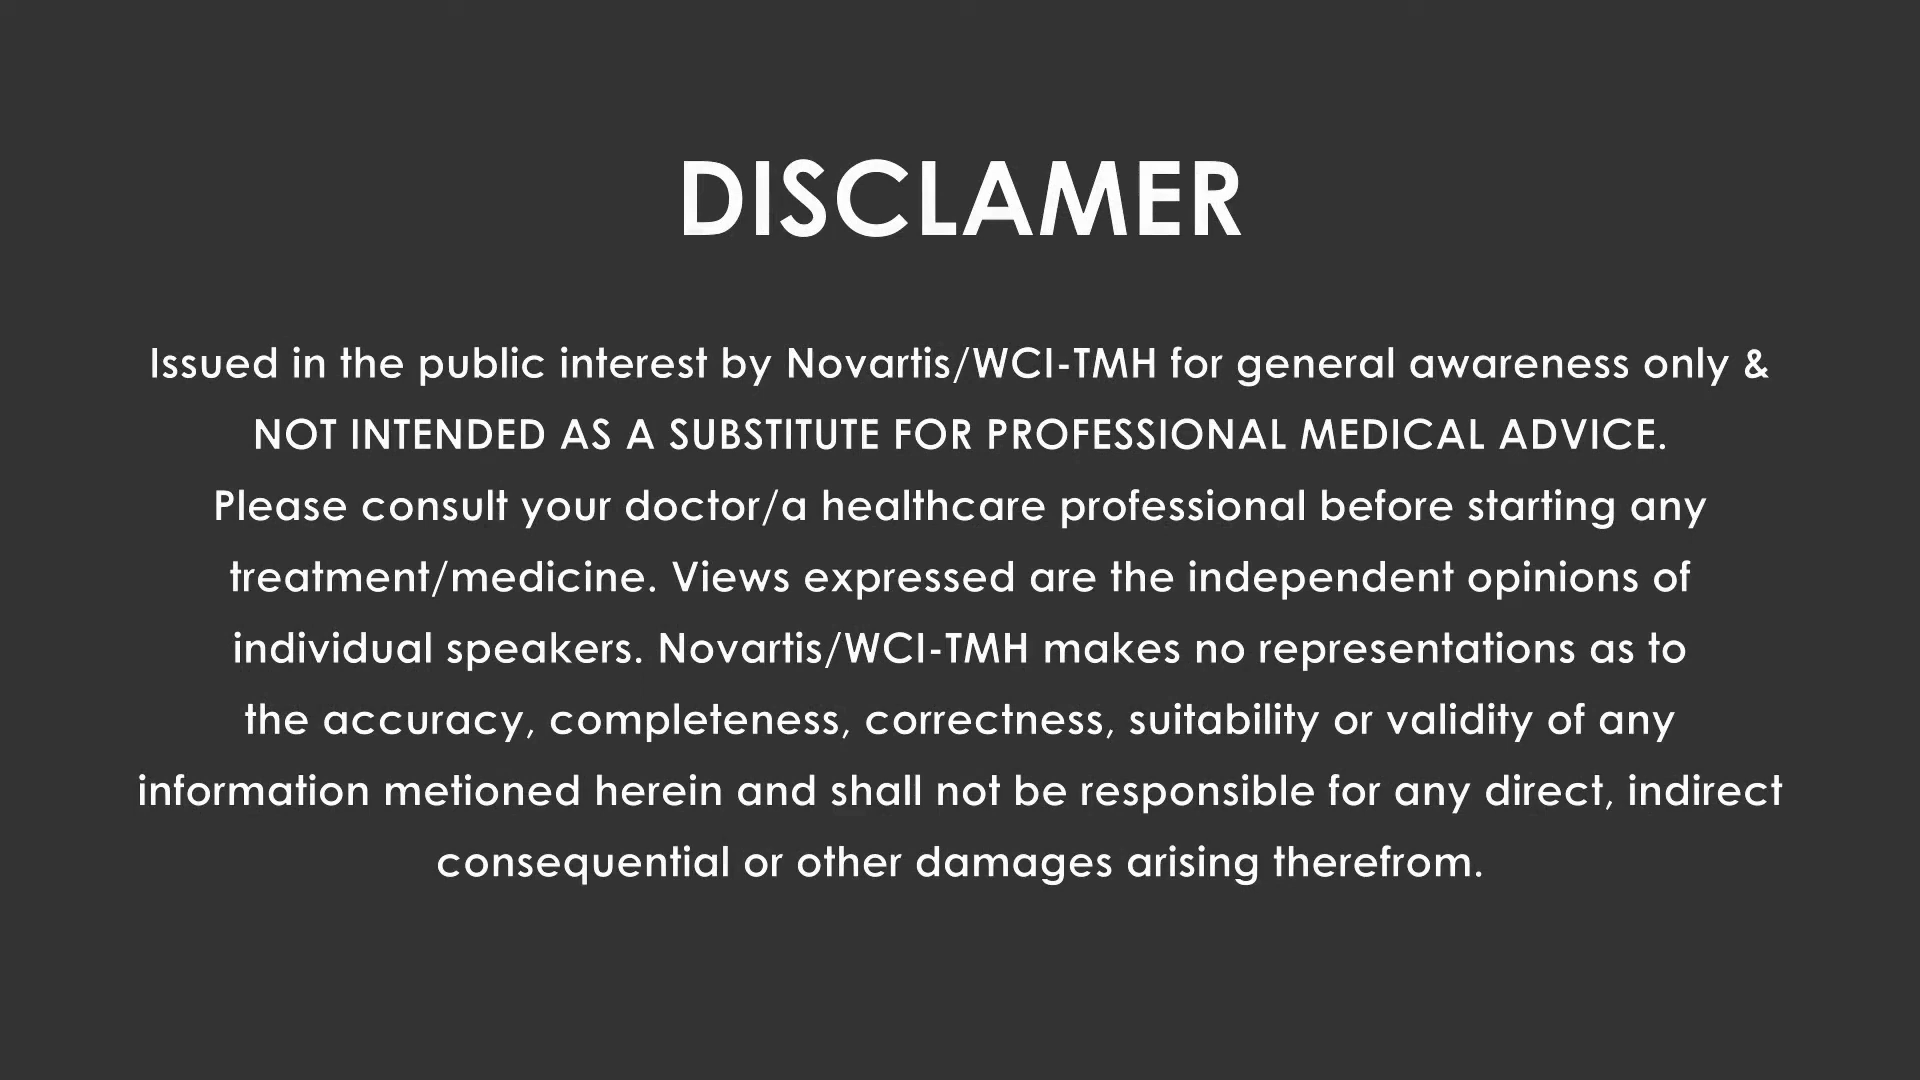 DISCLAMER
Issued in the public interest by Novartis/WCI-TMH for general awareness only &
NOT INTENDED AS A SUBSTITUTE FOR PROFESSIONAL MEDICAL ADVICE.
Please consult your doctor/a healthcare professional before starting any
treatment/medicine. Views expressed are the independent opinions of
individual speakers. Novartis/WCI-TMH makes no representations as to
the accuracy, completeness, correctness, suitability or validity of any
information metioned herein and shall not be responsible for any direct, indirect
consequential or other damages arising therefrom.